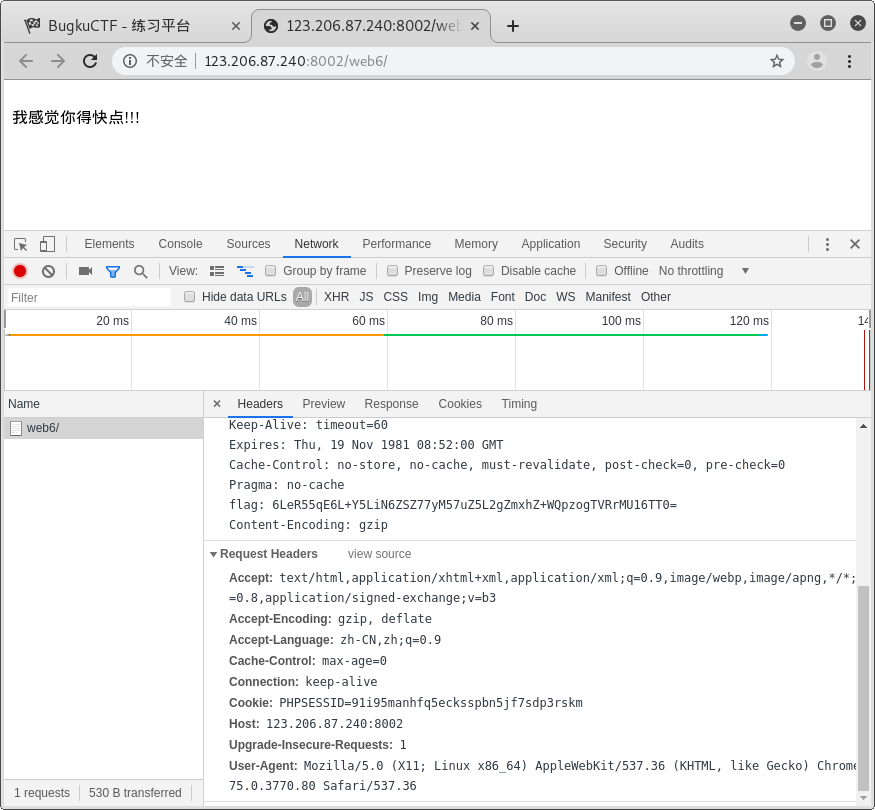 BugkuCTF - 练习平台
123.206.87.240:8002/we
不安全 123.206.87.240:8002/web6/
我感觉你得快点!!!
Elements Console Sources Network Performance Memory Application Security Audits
View: Group by frame Preserve log Disable cache Offline No throttling
Filter Hide data URLs All XHR JS CSS Img Media Font Doc WS Manifest Other
20 ms 40 ms 60 ms 80 ms 100 ms 120 ms 14
Name
Headers Preview Response Cookies Timing
web6/
Keep-Alive: timeout=60
Expires: Thu, 19 Nov 1981 08:52:00 GMT
Cache-Control: no-store, no-cache, must-revalidate, post-check=0, pre-check=0
Pragma: no-cache
flag: 6LeR55qE6L+Y5LiN6ZSZ77yM57uZ5L2gZmxhZ+WQpzogTVRrMU16TT0=
Content-Encoding: gzip
Request Headers view source
Accept: text/html,application/xhtml+xml,application/xml;q=0.9,image/webp,image/apng,*/*;
=0.8,application/signed-exchange;v=b3
Accept-Encoding: gzip, deflate
Accept-Language: zh-CN,zh;q=0.9
Cache-Control: max-age=0
Connection: keep-alive
Cookie: PHPSESSID=91i95manhfq5ecksspbn5jf7sdp3rskm
Host: 123.206.87.240:8002
Upgrade-Insecure-Requests: 1
User-Agent: Mozilla/5.0 (X11; Linux x86_64) AppleWebKit/537.36 (KHTML, like Gecko) Chrome
75.0.3770.80 Safari/537.36
1 requests 530 B transferred